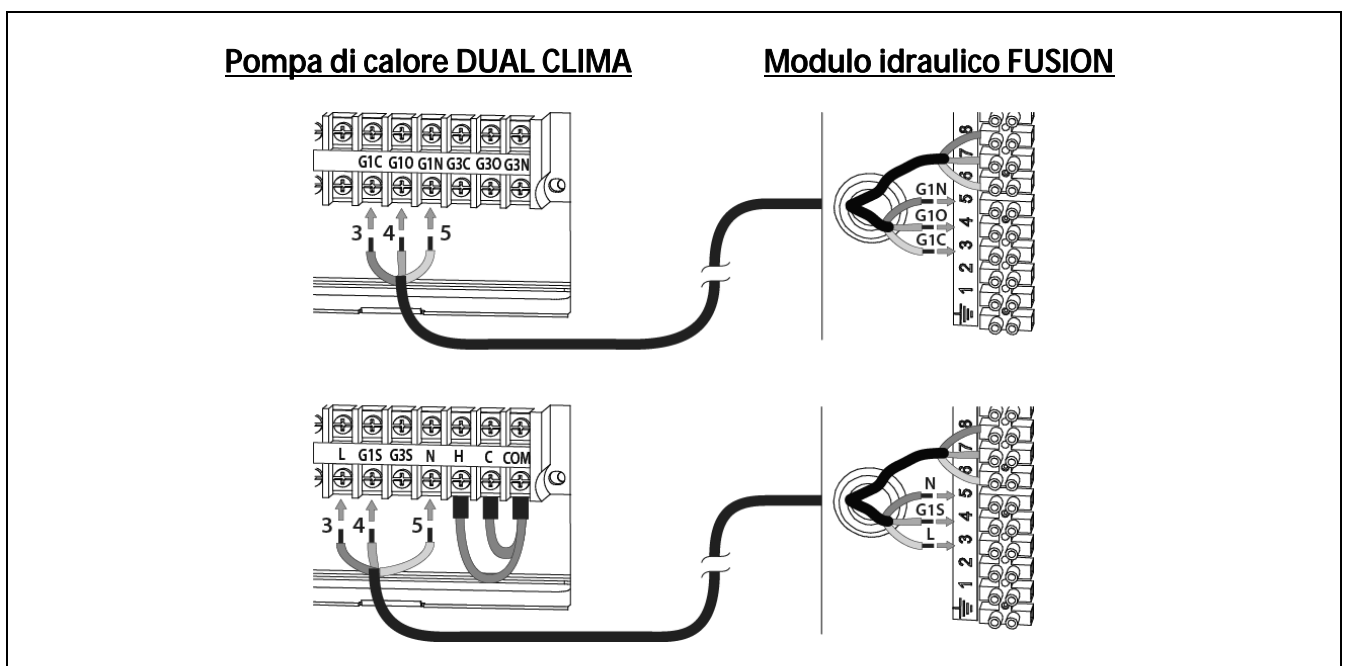 Pompa di calore DUAL CLIMA
Modulo idraulico FUSION
G1C G1O G1N G3C G3O G3N
3 4 5
8
7
6
G1N 5
G1O 4
G1C 3
2
1
L G1S G3S N H C COM
3 4 5
8
7
6
N 5
G1S 4
L 3
2
1